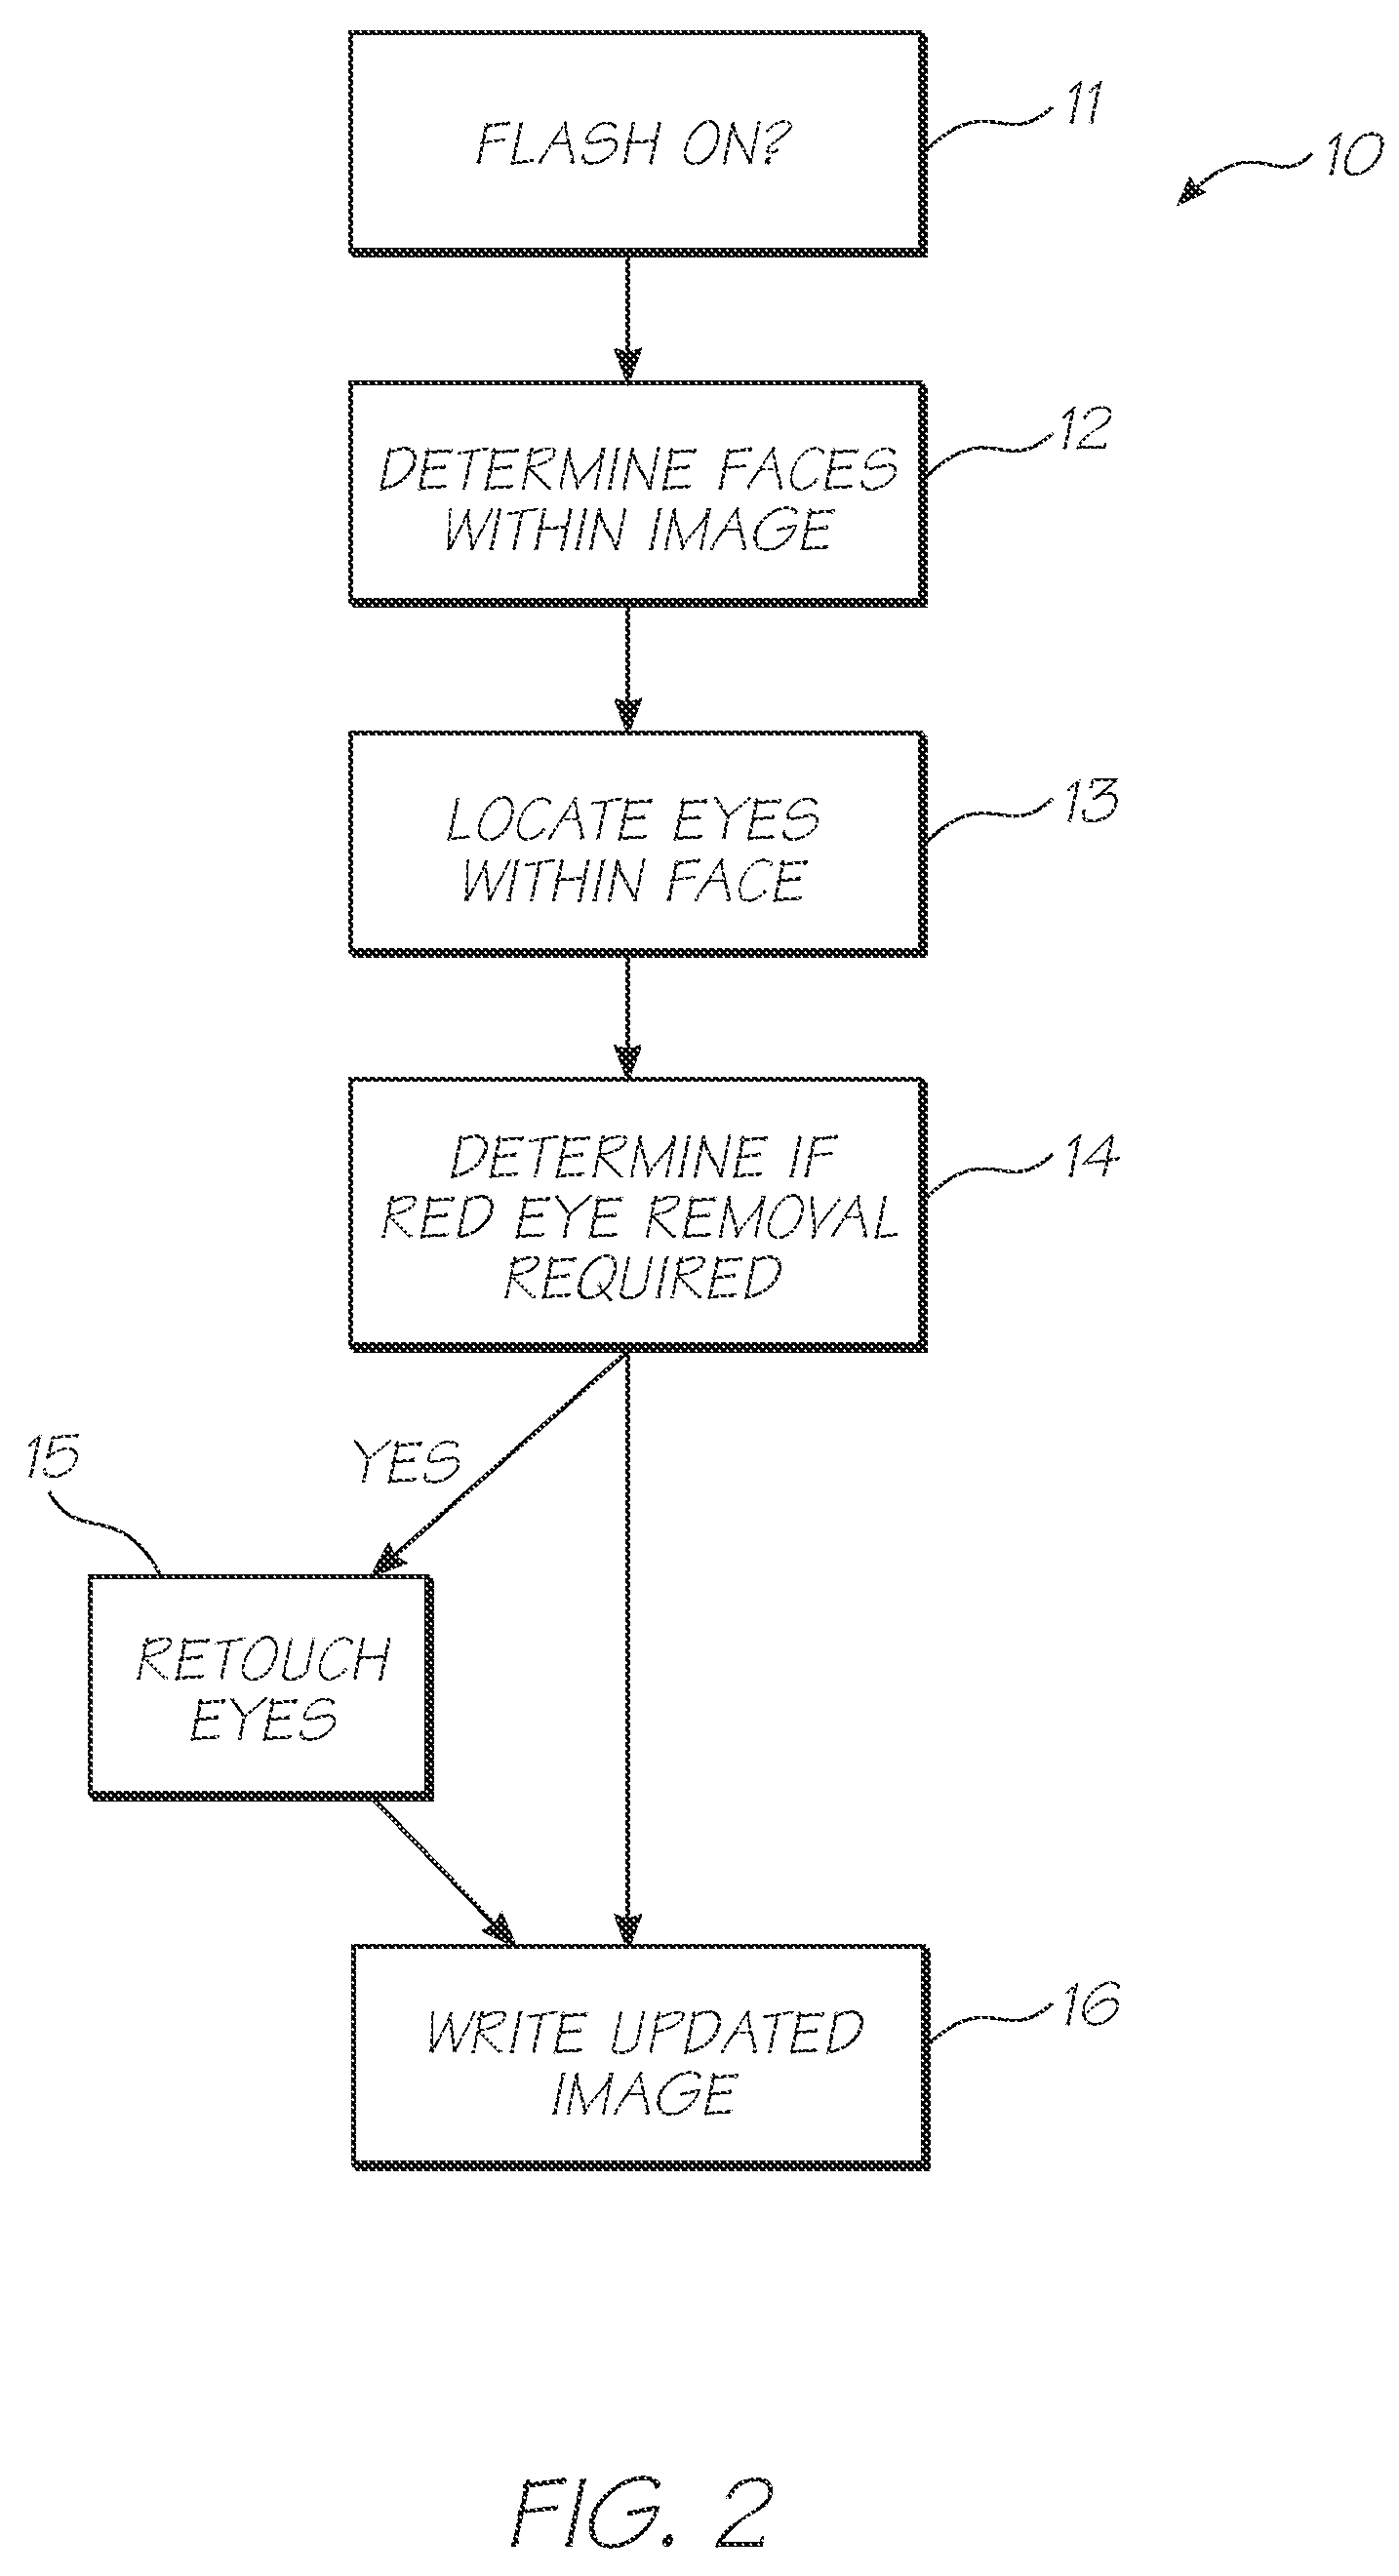 FLASH ON?
11
10
DETERMINE FACES
WITHIN IMAGE
12
LOCATE EYES
WITHIN FACE
13
DETERMINE IF
RED EYE REMOVAL
REQUIRED
14
YES
15
RETOUCH
EYES
WRITE UPDATED
IMAGE
16
FIG. 2